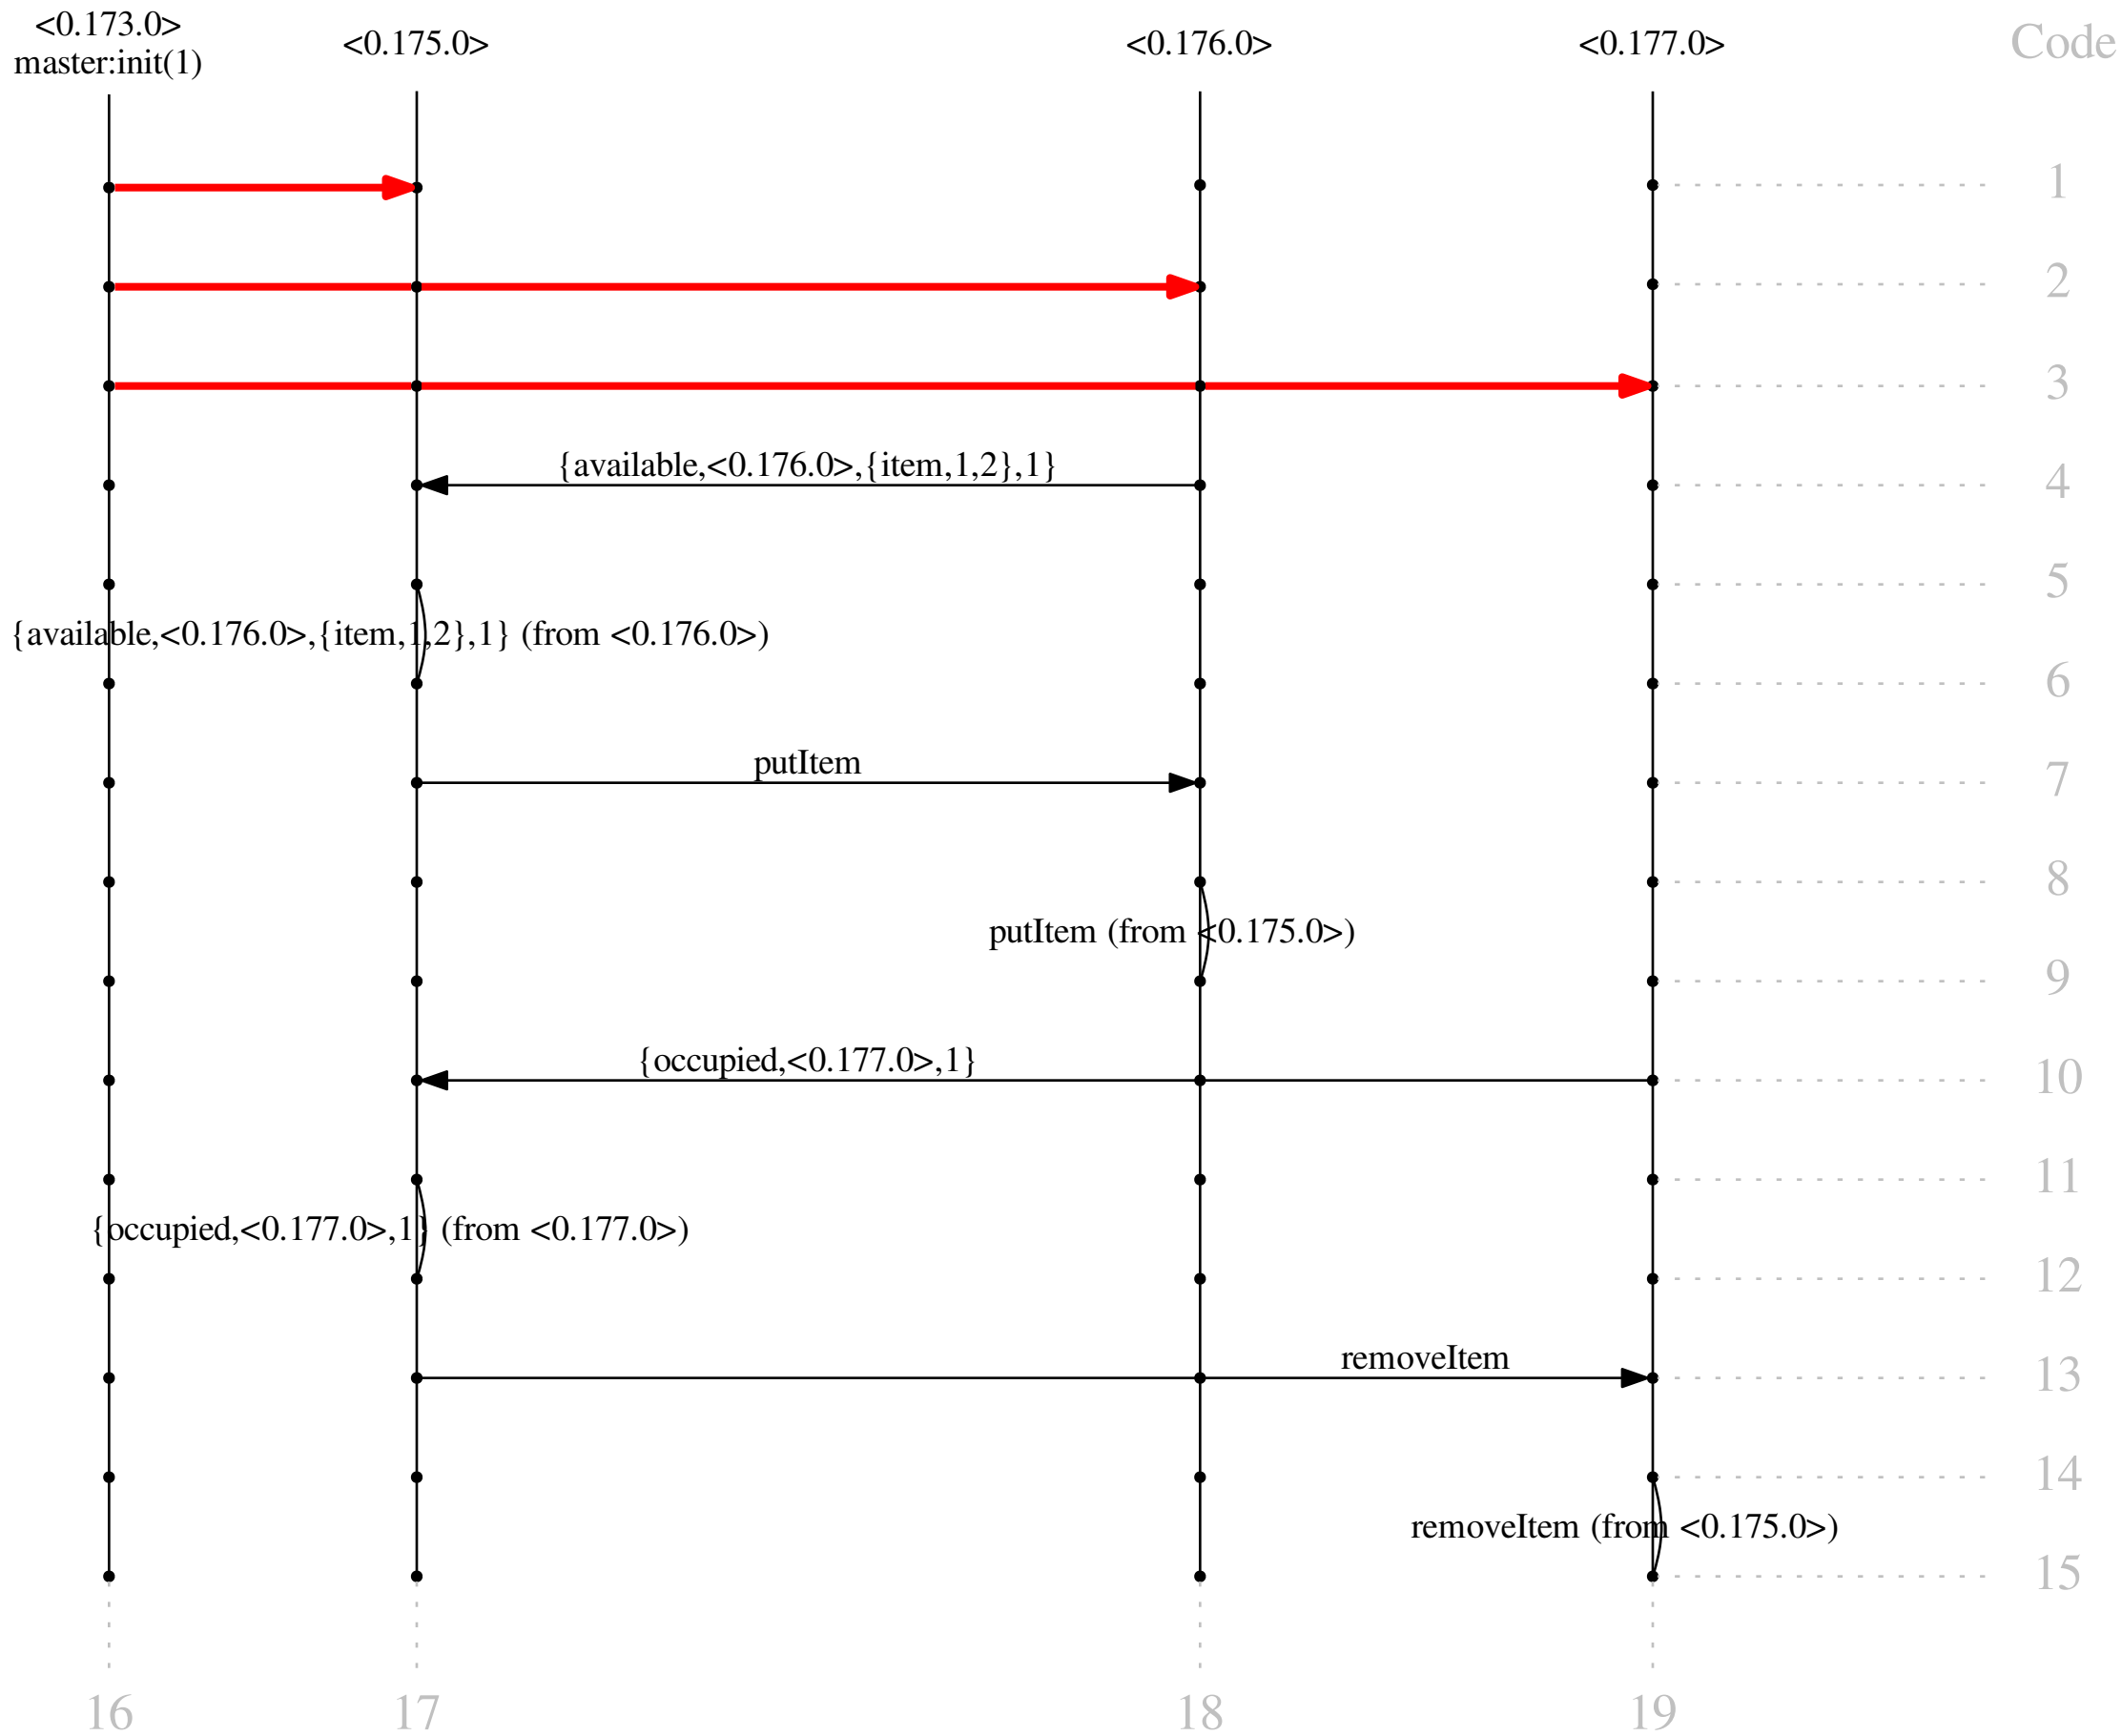 <0.173.0>
master:init(1)
<0.175.0>
<0.176.0>
<0.177.0>
Code
1
2
3
{available,<0.176.0>,{item,1,2},1}
4
5
{available,<0.176.0>,{item,1,2},1} (from <0.176.0>)
6
putItem
7
8
putItem (from <0.175.0>)
9
{occupied,<0.177.0>,1}
10
11
{occupied,<0.177.0>,1} (from <0.177.0>)
12
removeItem
13
14
removeItem (from <0.175.0>)
15
16
17
18
19